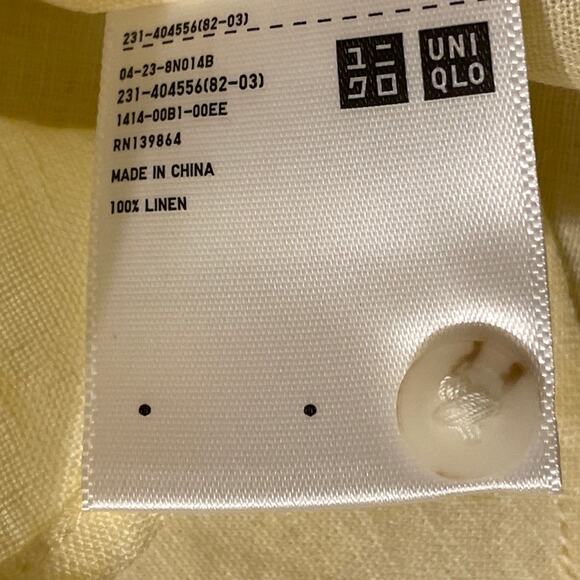 231-404556(82-03)
04-23-8N014B
231-404556(82-03)
1414-00B1-00EE
RN139864
MADE IN CHINA
100% LINEN
ユニ
クロ
UNI
QLO